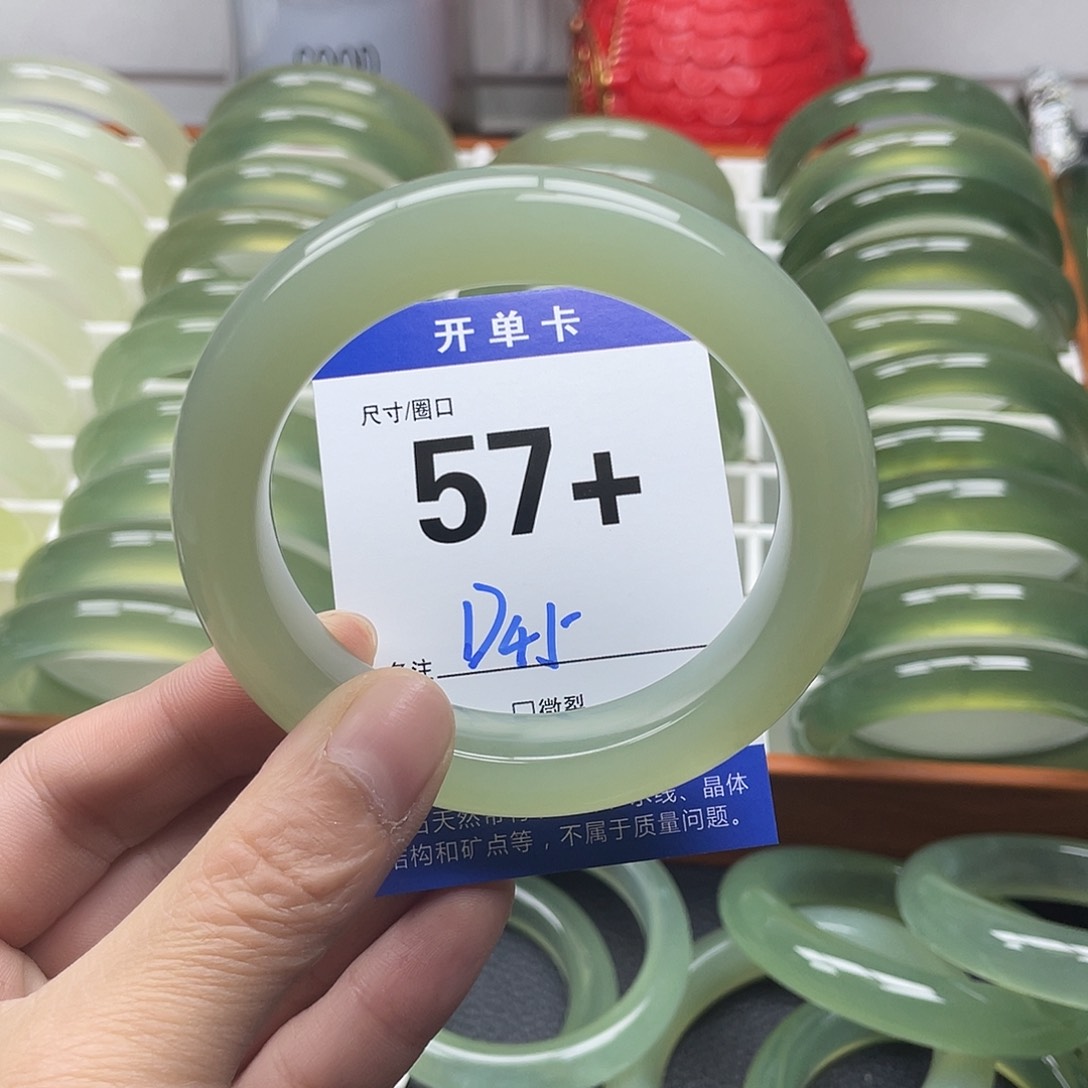 开单卡
尺寸/圈口
57+
D45
备注
□微裂
天然带有
水线、晶体
结构和矿点等，不属于质量问题。